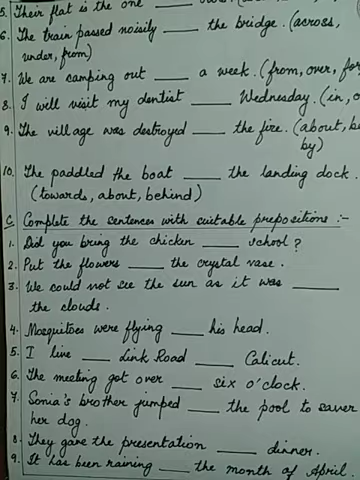 5. Their flat is the one ____
6. The train passed noisily ____ the bridge. (across,
under, from)
7. We are camping out ____ a week. (from, over, for
8. I will visit my dentist ____ Wednesday. (in, o
9. The village was destroyed ____ the fire. (about, be
by)
10. The paddled the boat ____ the landing dock.
(towards, about, behind)
C Complete the sentences with suitable prepositions :-
1. Did you bring the chicken ____ school?
2. Put the flowers ____ the crystal vase.
3. We could not see the sun as it was ____
the clouds.
4. Mosquitoes were flying ____ his head.
5. I live ____ Link Road ____ Calicut.
6. The meeting got over ____ six o'clock.
7. Sonia's brother jumped ____ the pool to save her
her dog.
8. They gave the presentation ____ dinner.
9. It has been raining ____ the month of April.